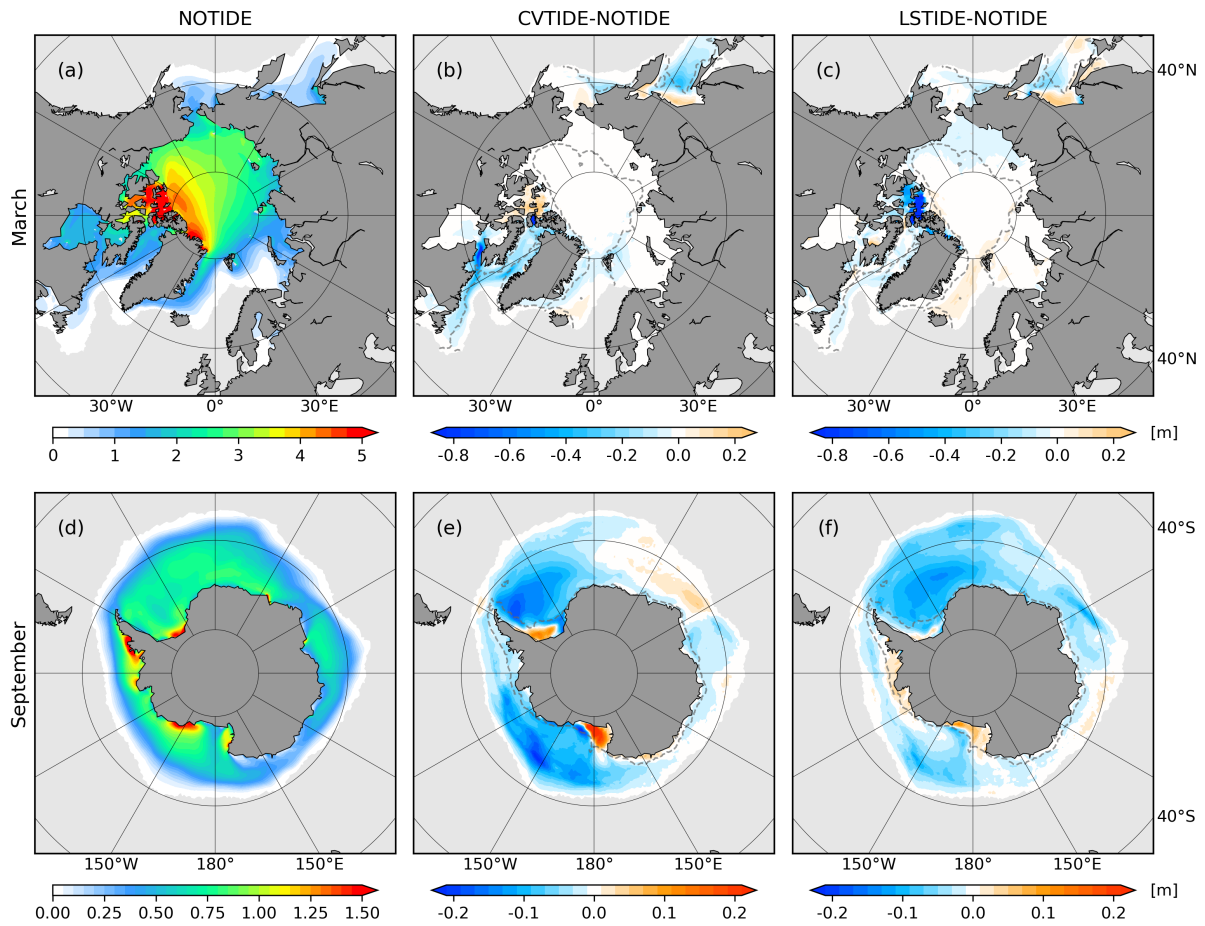 NOTIDE CVTIDE-NOTIDE LSTIDE-NOTIDE
March
(a) (b) (c)
40°N
40°N
30°W 0° 30°E 30°W 0° 30°E 30°W 0° 30°E
0 1 2 3 4 5 -0.8 -0.6 -0.4 -0.2 0.0 0.2 -0.8 -0.6 -0.4 -0.2 0.0 0.2 [m]
September
(d) (e) (f)
40°S
40°S
150°W 180° 150°E 150°W 180° 150°E 150°W 180° 150°E
0.00 0.25 0.50 0.75 1.00 1.25 1.50 -0.2 -0.1 0.0 0.1 0.2 -0.2 -0.1 0.0 0.1 0.2 [m]